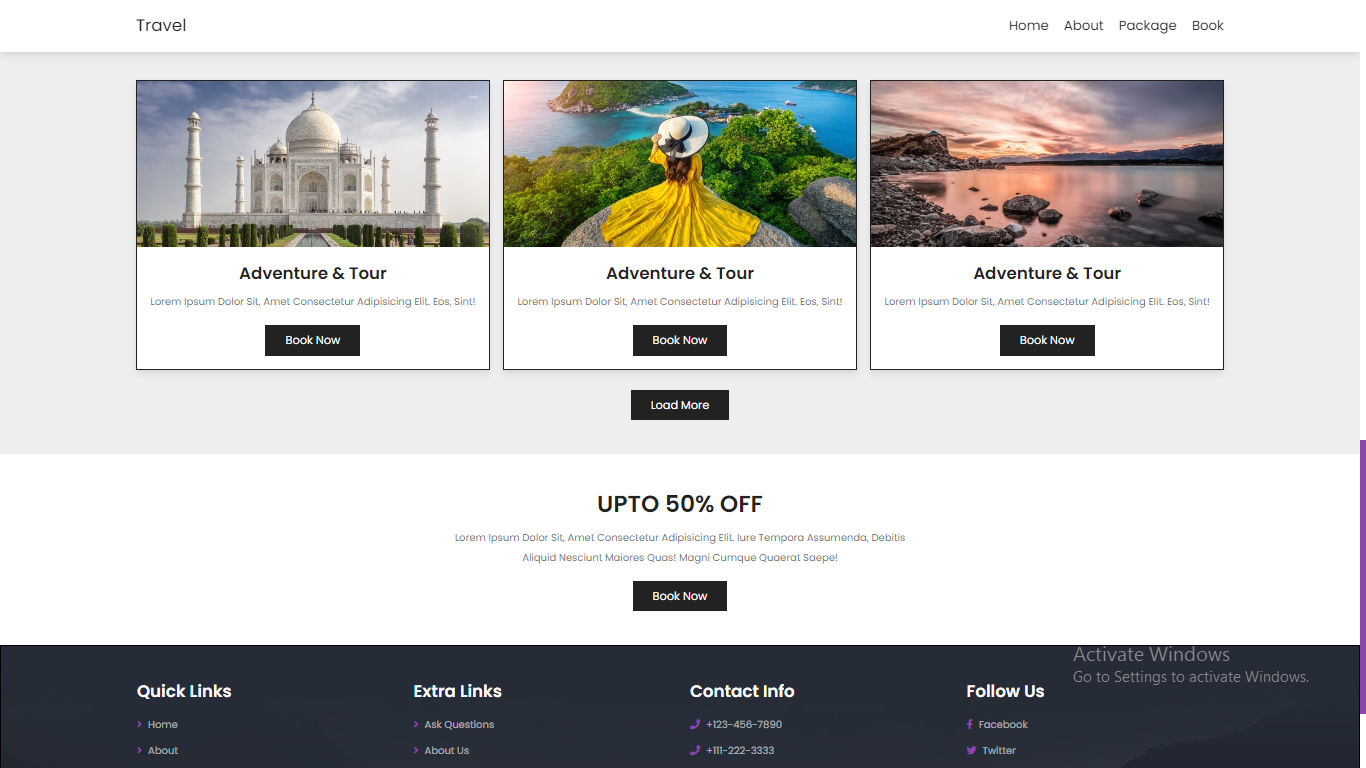 Travel
Home About Package Book
Adventure & Tour
Lorem Ipsum Dolor Sit, Amet Consectetur Adipisicing Elit. Eos, Sint!
Book Now
Adventure & Tour
Lorem Ipsum Dolor Sit, Amet Consectetur Adipisicing Elit. Eos, Sint!
Book Now
Adventure & Tour
Lorem Ipsum Dolor Sit, Amet Consectetur Adipisicing Elit. Eos, Sint!
Book Now
Load More
UPTO 50% OFF
Lorem Ipsum Dolor Sit, Amet Consectetur Adipisicing Elit. Iure Tempora Assumenda, Debitis
Aliquid Nesciunt Maiores Quas! Magni Cumque Quaerat Saepe!
Book Now
Quick Links
Home
About
Extra Links
Ask Questions
About Us
Contact Info
+123-456-7890
+111-222-3333
Follow Us
Facebook
Twitter
Activate Windows
Go to Settings to activate Windows.